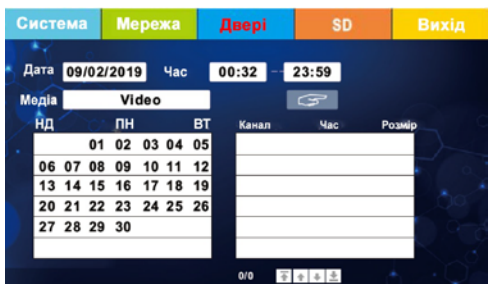 Система Мережа Двері SD Вихід
Дата 09/02/2019 Час 00:32 -- 23:59
Медіа Video
НД ПН ВТ Канал Час Розмір
01 02 03 04 05
06 07 08 09 10 11 12
13 14 15 16 17 18 19
20 21 22 23 24 25 26
27 28 29 30
0/0